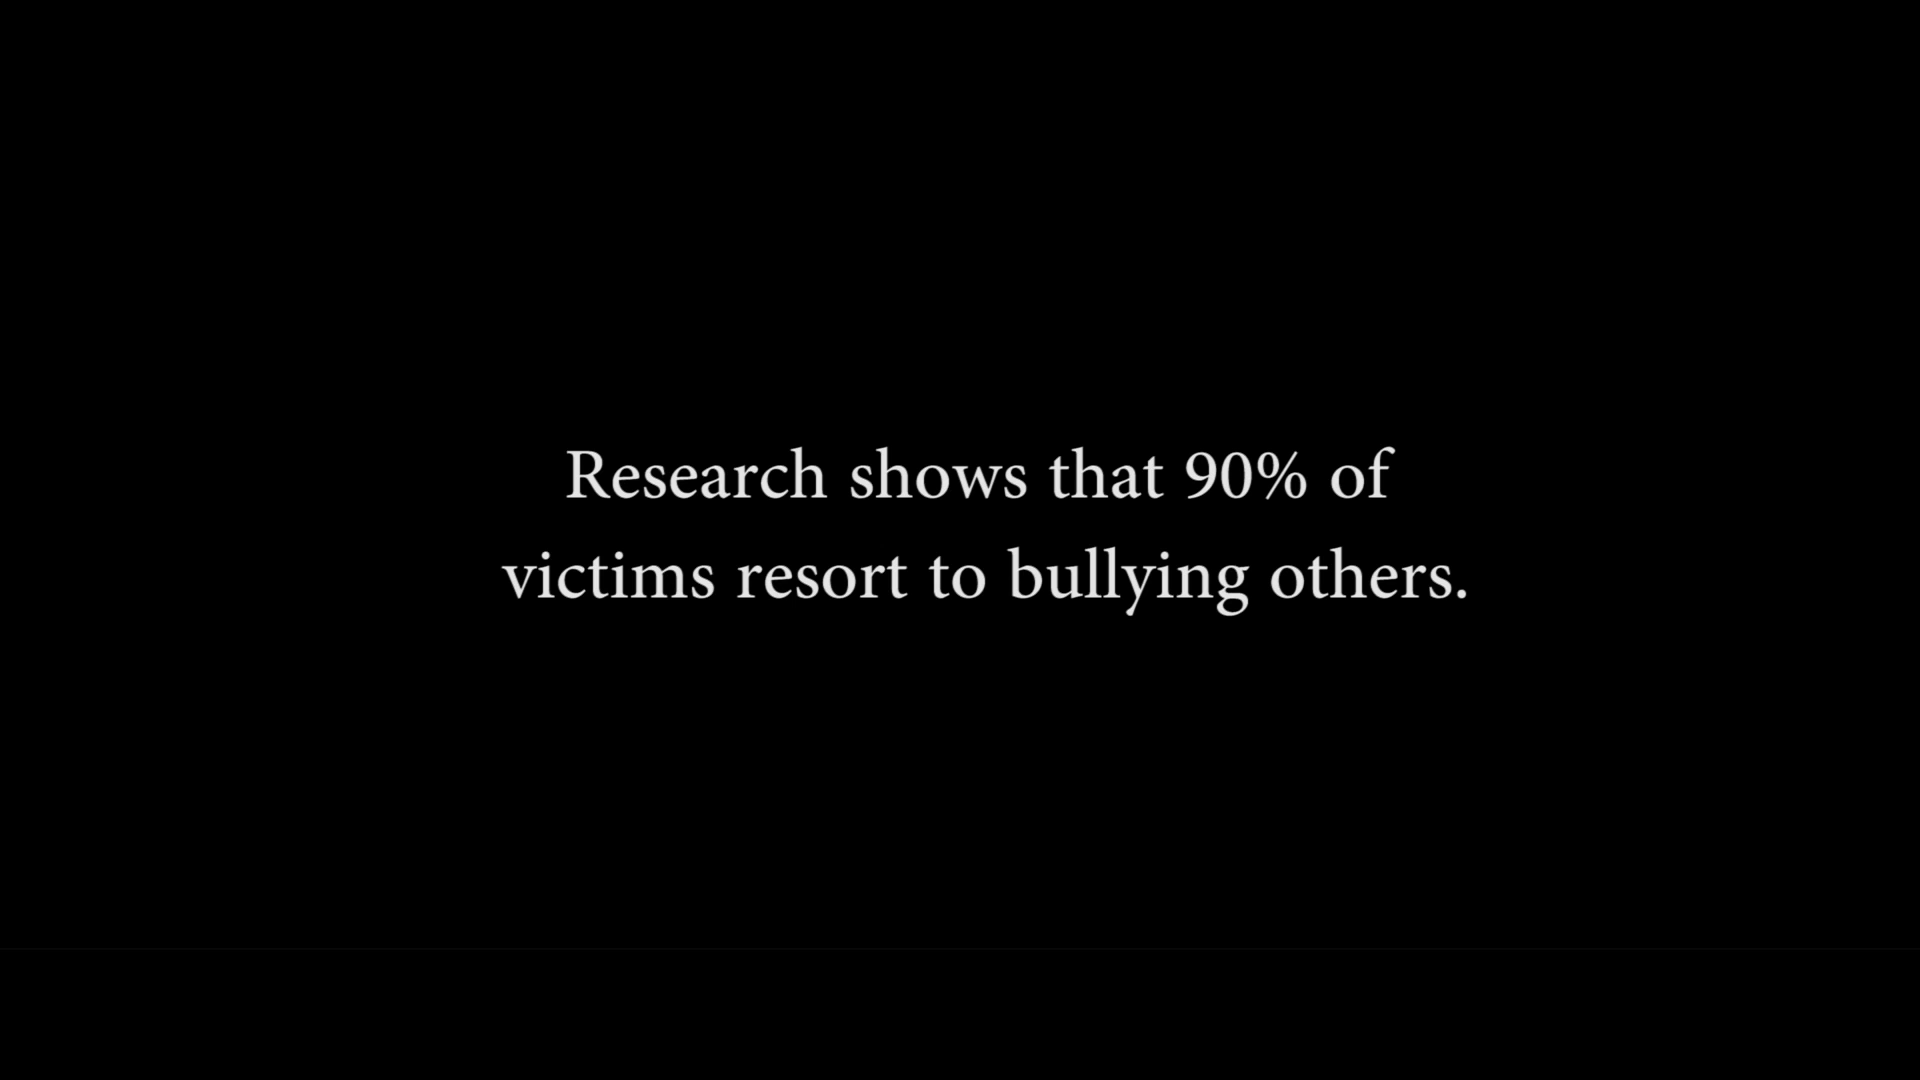 Research shows that 90% of
victims resort to bullying others.